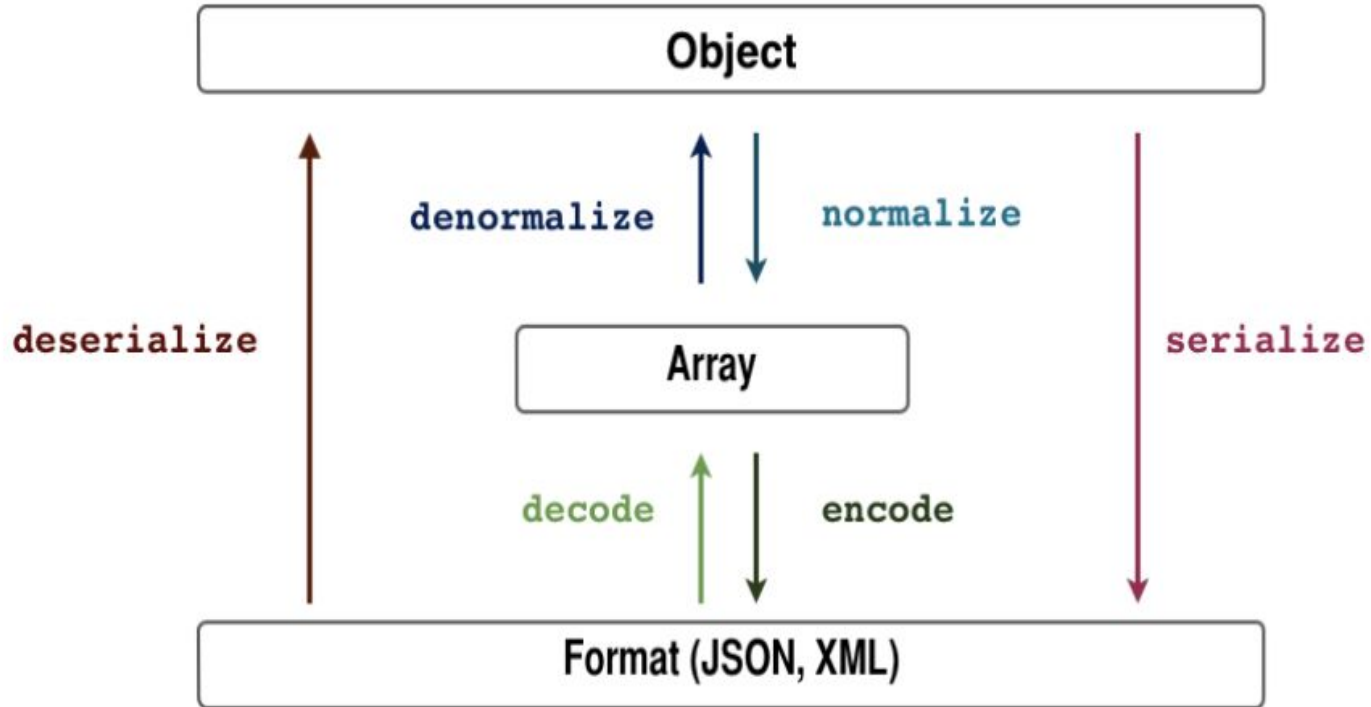 Object
denormalize
normalize
deserialize
Array
serialize
decode
encode
Format (JSON, XML)